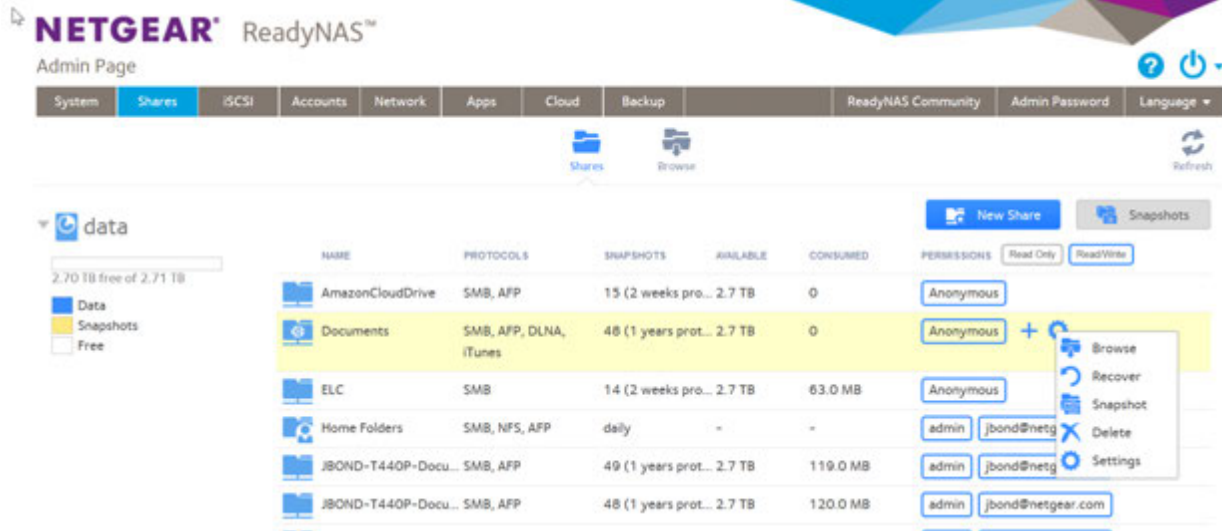 NETGEAR® ReadyNAS™
Admin Page
System Shares iSCSI Accounts Network Apps Cloud Backup ReadyNAS Community Admin Password Language
Shares Browse Refresh
data
New Share Snapshots
2.70 TB free of 2.71 TB
Data
Snapshots
Free
NAME PROTOCOLS SNAPSHOTS AVAILABLE CONSUMED PERMISSIONS Read Only Read/Write
AmazonCloudDrive SMB, AFP 15 (2 weeks pro... 2.7 TB 0 Anonymous
Documents SMB, AFP, DLNA, 48 (1 years prot... 2.7 TB 0 Anonymous
iTunes
Browse
Recover
Snapshot
Delete
Settings
ELC SMB 14 (2 weeks pro... 2.7 TB 63.0 MB Anonymous
Home Folders SMB, NFS, AFP daily - - admin jbond@netg
JBOND-T440P-Docu... SMB, AFP 49 (1 years prot... 2.7 TB 119.0 MB admin jbond@netg
JBOND-T440P-Docu... SMB, AFP 48 (1 years prot... 2.7 TB 120.0 MB admin jbond@netgear.com